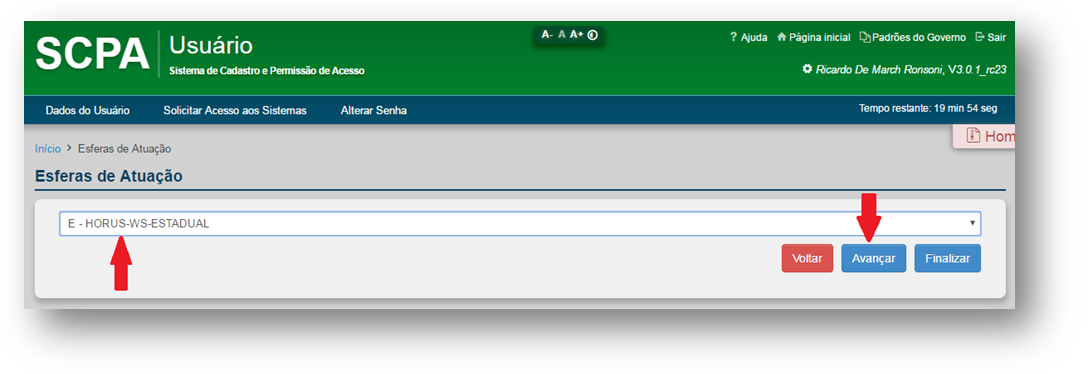 SCPA Usuário
Sistema de Cadastro e Permissão de Acesso
A- A A+
? Ajuda Página inicial Padrões do Governo Sair
Ricardo De March Ronsoni, V3.0.1_rc23
Dados do Usuário Solicitar Acesso aos Sistemas Alterar Senha Tempo restante: 19 min 54 seg
Hom
Início > Esferas de Atuação
Esferas de Atuação
E - HORUS-WS-ESTADUAL
Voltar Avançar Finalizar